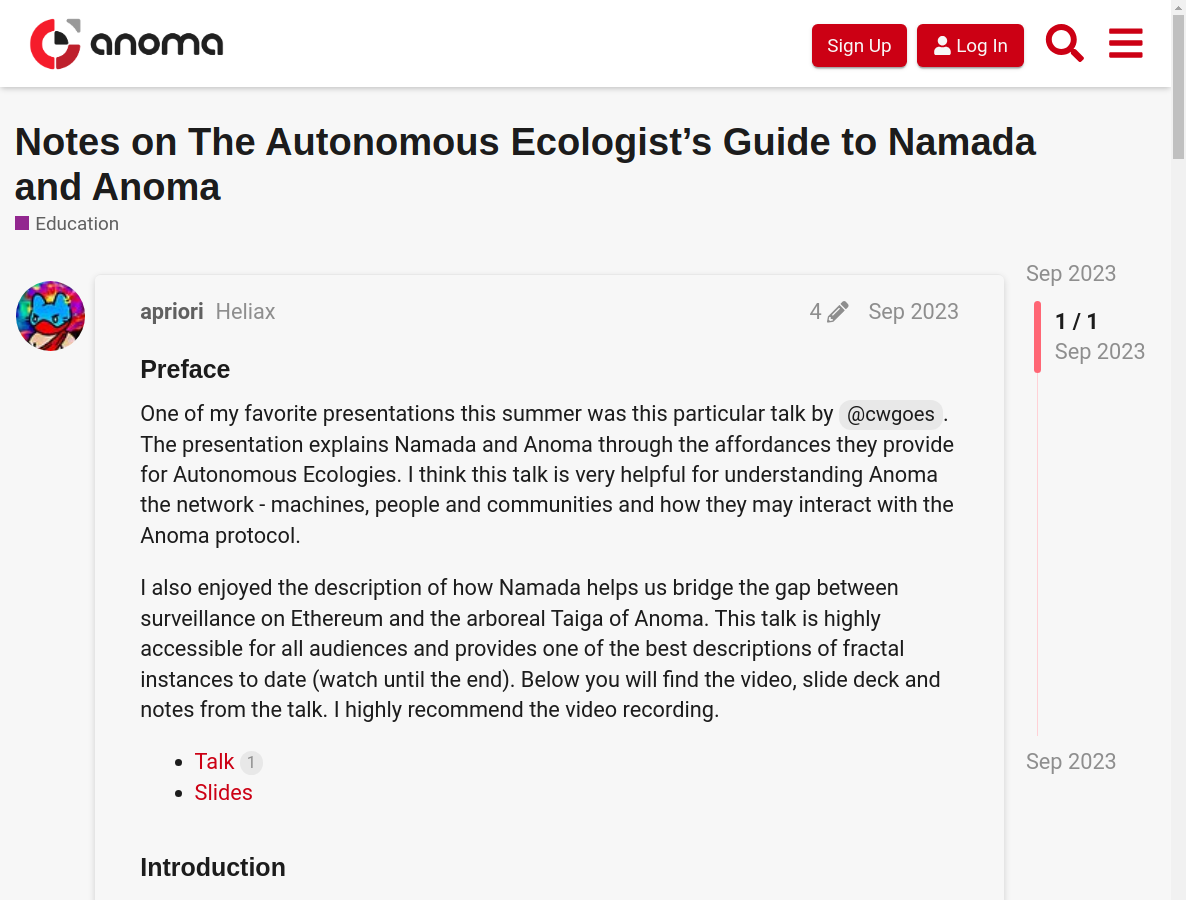 anoma
Sign Up
Log In
Notes on The Autonomous Ecologist’s Guide to Namada
and Anoma
Education
Sep 2023
apriori Heliax
4
Sep 2023
1 / 1
Sep 2023
Preface
One of my favorite presentations this summer was this particular talk by @cwgoes.
The presentation explains Namada and Anoma through the affordances they provide
for Autonomous Ecologies. I think this talk is very helpful for understanding Anoma
the network - machines, people and communities and how they may interact with the
Anoma protocol.
I also enjoyed the description of how Namada helps us bridge the gap between
surveillance on Ethereum and the arboreal Taiga of Anoma. This talk is highly
accessible for all audiences and provides one of the best descriptions of fractal
instances to date (watch until the end). Below you will find the video, slide deck and
notes from the talk. I highly recommend the video recording.
Talk 1
Sep 2023
Slides
Introduction